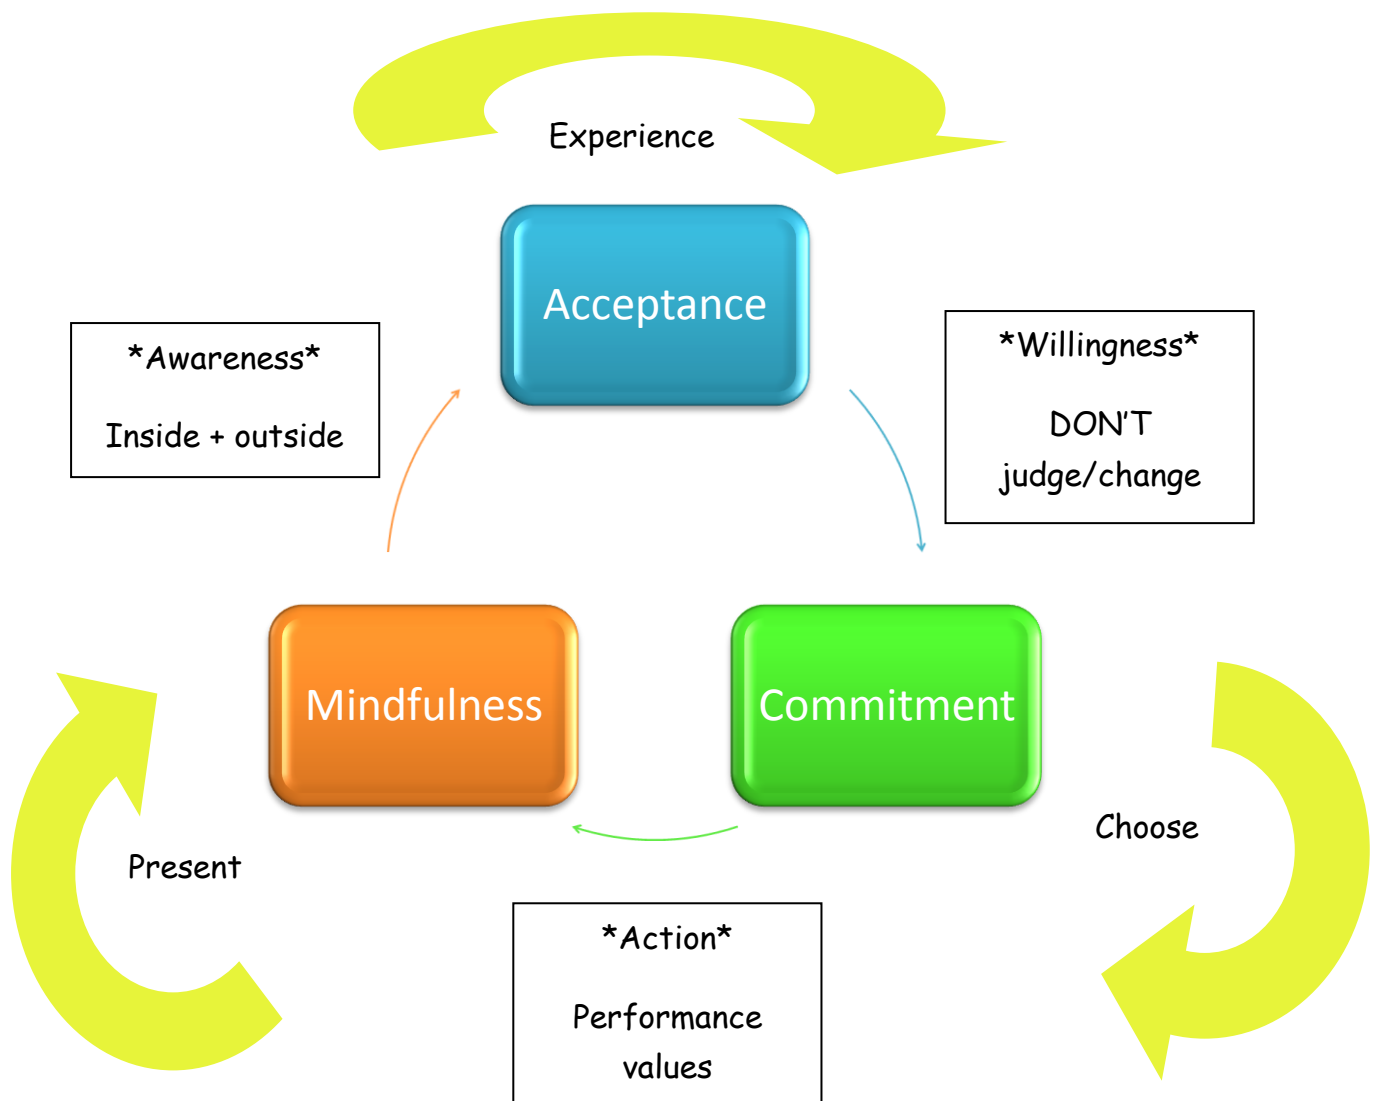 Experience
Acceptance
*Awareness*
Inside + outside
*Willingness*
DON'T
judge/change
Mindfulness
Commitment
Present
Choose
*Action*
Performance
values